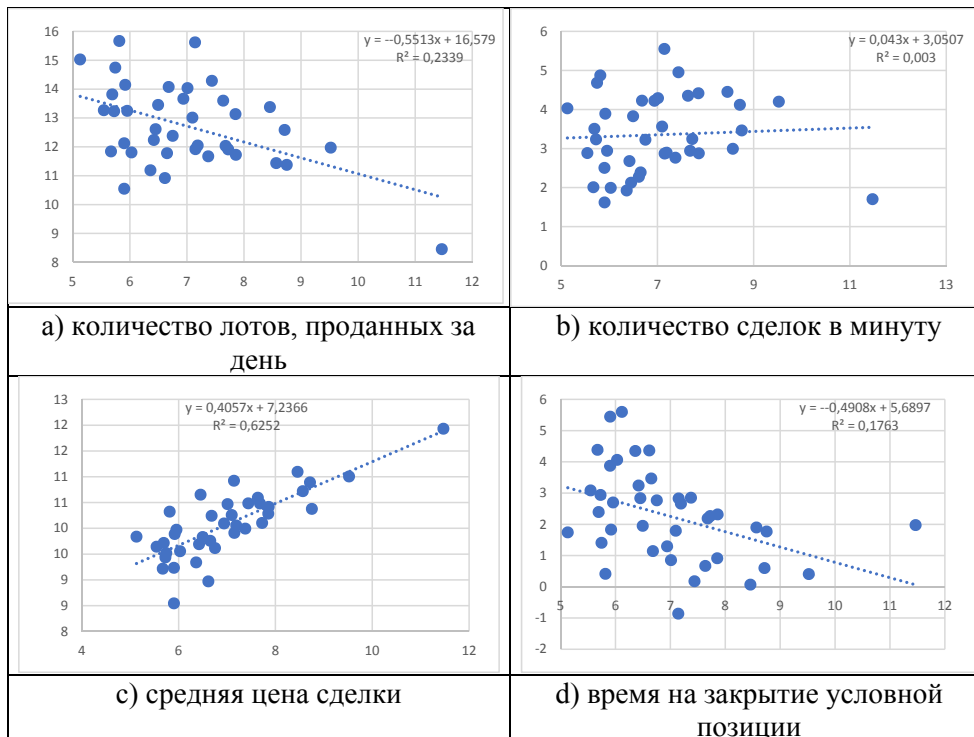 y = --0,5513x + 16,579
R² = 0,2339
16
15
14
13
12
11
10
8
5 6 7 8 9 10 11 12
a) количество лотов, проданных за
день
y = 0,043x + 3,0507
R² = 0,003
6
5
4
3
2
1
0
5 7 9 11 13
b) количество сделок в минуту
y = 0,4057x + 7,2366
R² = 0,6252
13
12
12
11
11
10
10
9
9
8
4 6 8 10 12
c) средняя цена сделки
y = --0,4908x + 5,6897
R² = 0,1763
6
5
4
3
2
1
0
-1
-2
5 6 7 8 9 10 11 12
d) время на закрытие условной
позиции